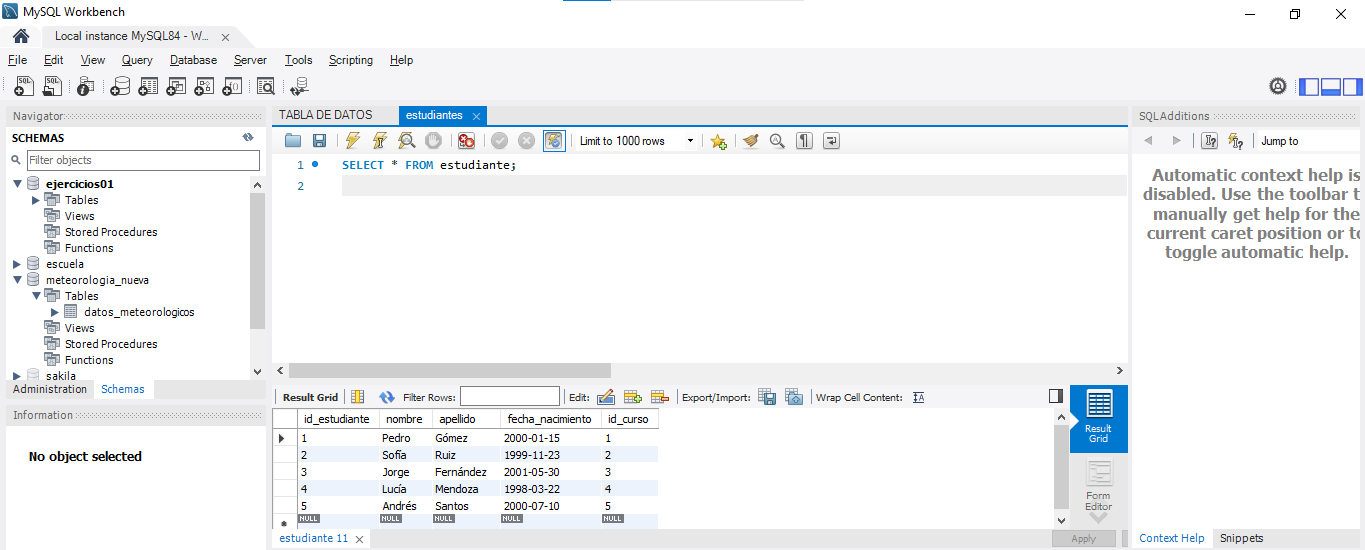 MySQL Workbench
Local instance MySQL84 - W...
File Edit View Query Database Server Tools Scripting Help
Navigator
SCHEMAS
Filter objects
ejercicios01
Tables
Views
Stored Procedures
Functions
escuela
meteorologia_nueva
Tables
datos_meteorologicos
Views
Stored Procedures
Functions
sakila
Administration Schemas
Information
No object selected
TABLA DE DATOS estudiantes
Limit to 1000 rows
1 SELECT * FROM estudiante;
2
Result Grid Filter Rows: Edit: Export/Import: Wrap Cell Content:
id_estudiante nombre apellido fecha_nacimiento id_curso
1 Pedro Gómez 2000-01-15 1
2 Sofía Ruiz 1999-11-23 2
3 Jorge Fernández 2001-05-30 3
4 Lucía Mendoza 1998-03-22 4
5 Andrés Santos 2000-07-10 5
NULL NULL NULL NULL NULL
Result
Grid
Form
Editor
estudiante 11
Apply
SQLAdditions
Jump to
Automatic context help is
disabled. Use the toolbar t
manually get help for the
current caret position or to
toggle automatic help.
Context Help Snippets